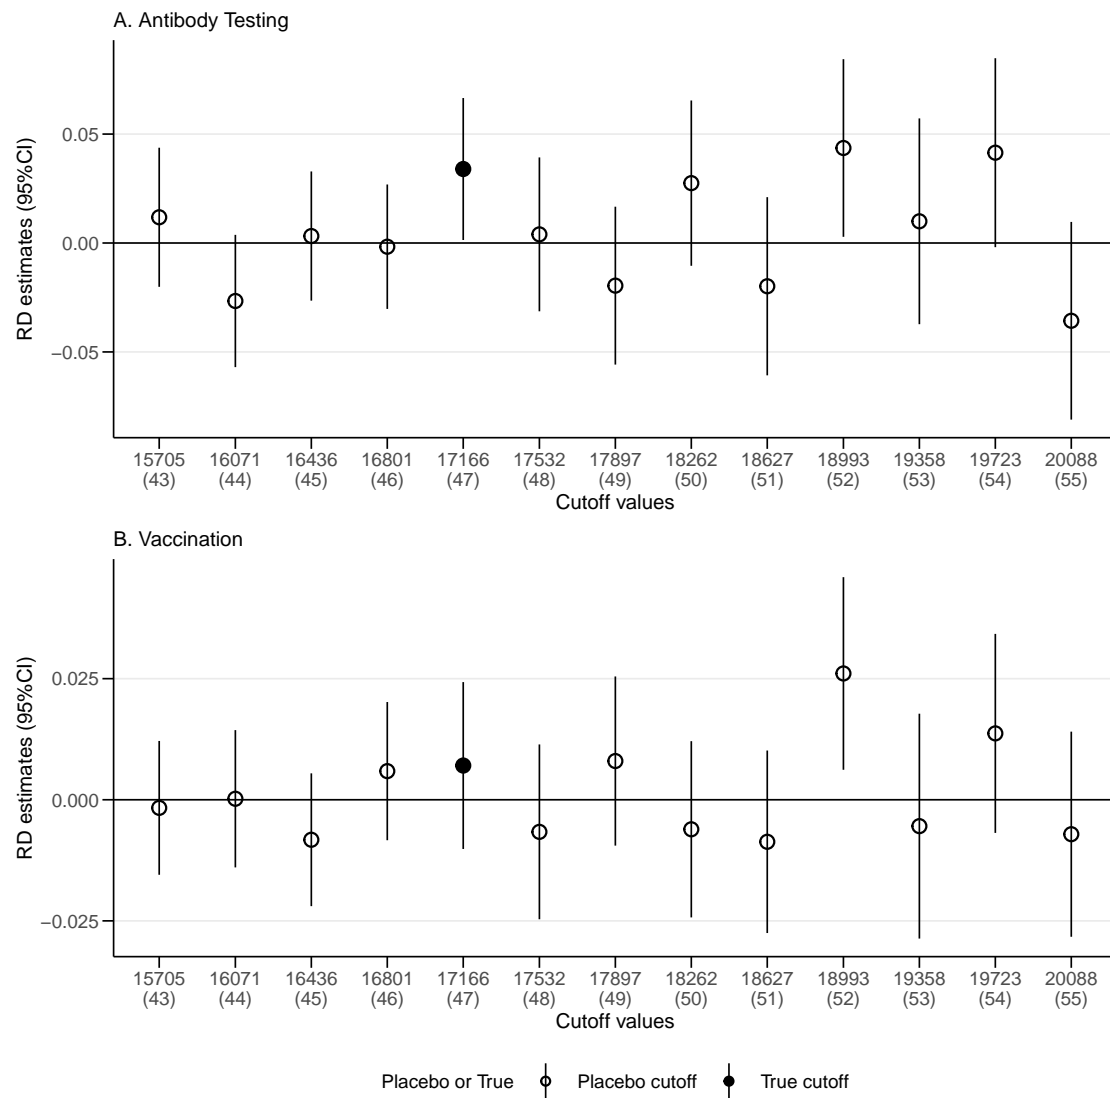 A. Antibody Testing
RD estimates (95%CI)
0.05
0.00
−0.05
15705 16071 16436 16801 17166 17532 17897 18262 18627 18993 19358 19723 20088
(43) (44) (45) (46) (47) (48) (49) (50) (51) (52) (53) (54) (55)
Cutoff values
B. Vaccination
RD estimates (95%CI)
0.025
0.000
−0.025
15705 16071 16436 16801 17166 17532 17897 18262 18627 18993 19358 19723 20088
(43) (44) (45) (46) (47) (48) (49) (50) (51) (52) (53) (54) (55)
Cutoff values
Placebo or True Placebo cutoff True cutoff